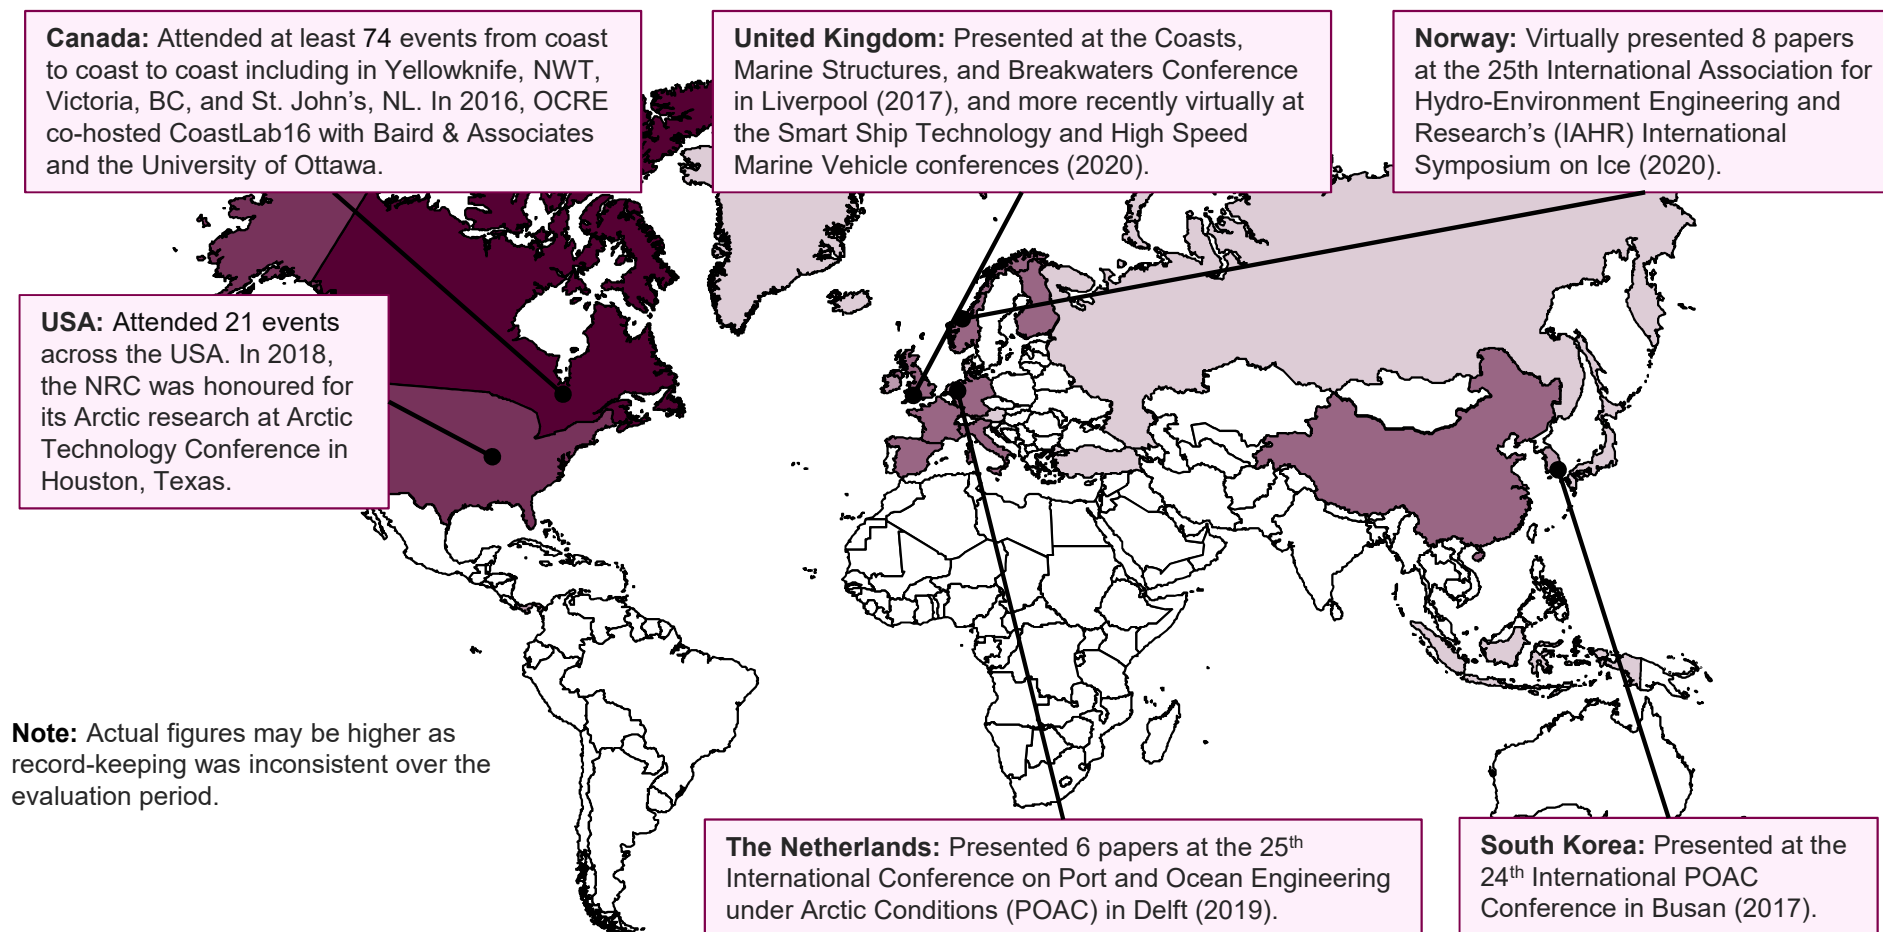 Canada: Attended at least 74 events from coast
to coast to coast including in Yellowknife, NWT,
Victoria, BC, and St. John’s, NL. In 2016, OCRE
co-hosted CoastLab16 with Baird & Associates
and the University of Ottawa.
United Kingdom: Presented at the Coasts,
Marine Structures, and Breakwaters Conference
in Liverpool (2017), and more recently virtually at
the Smart Ship Technology and High Speed
Marine Vehicle conferences (2020).
Norway: Virtually presented 8 papers
at the 25th International Association for
Hydro-Environment Engineering and
Research’s (IAHR) International
Symposium on Ice (2020).
USA: Attended 21 events
across the USA. In 2018,
the NRC was honoured for
its Arctic research at Arctic
Technology Conference in
Houston, Texas.
Note: Actual figures may be higher as
record-keeping was inconsistent over the
evaluation period.
The Netherlands: Presented 6 papers at the 25th
International Conference on Port and Ocean Engineering
under Arctic Conditions (POAC) in Delft (2019).
South Korea: Presented at the
24th International POAC
Conference in Busan (2017).